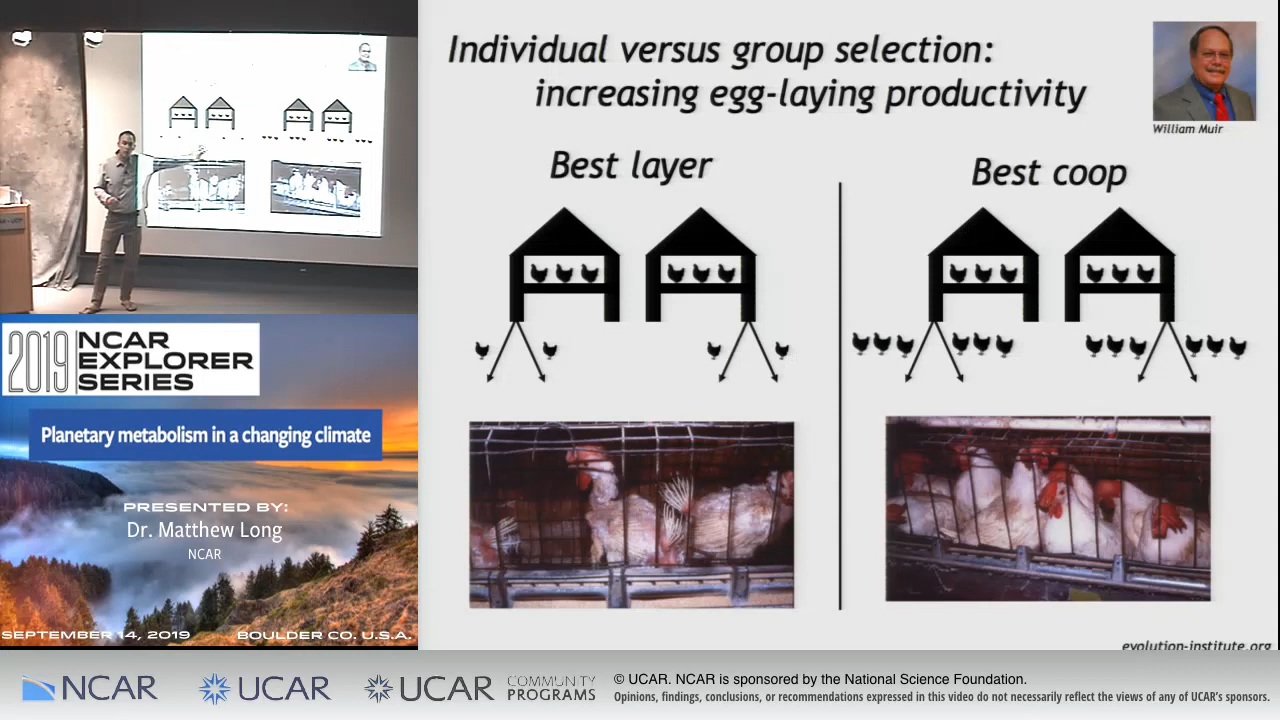 Individual versus group selection:
increasing egg-laying productivity
William Muir
Best layer
Best coop
evolution-institute.org
2019 NCAR
EXPLORER
SERIES
Planetary metabolism in a changing climate
PRESENTED BY:
Dr. Matthew Long
NCAR
SEPTEMBER 14, 2019 BOULDER CO. U.S.A.
NCAR
UCAR
UCAR
COMMUNITY
PROGRAMS
© UCAR. NCAR is sponsored by the National Science Foundation.
Opinions, findings, conclusions, or recommendations expressed in this video do not necessarily reflect the views of any of UCAR's sponsors.